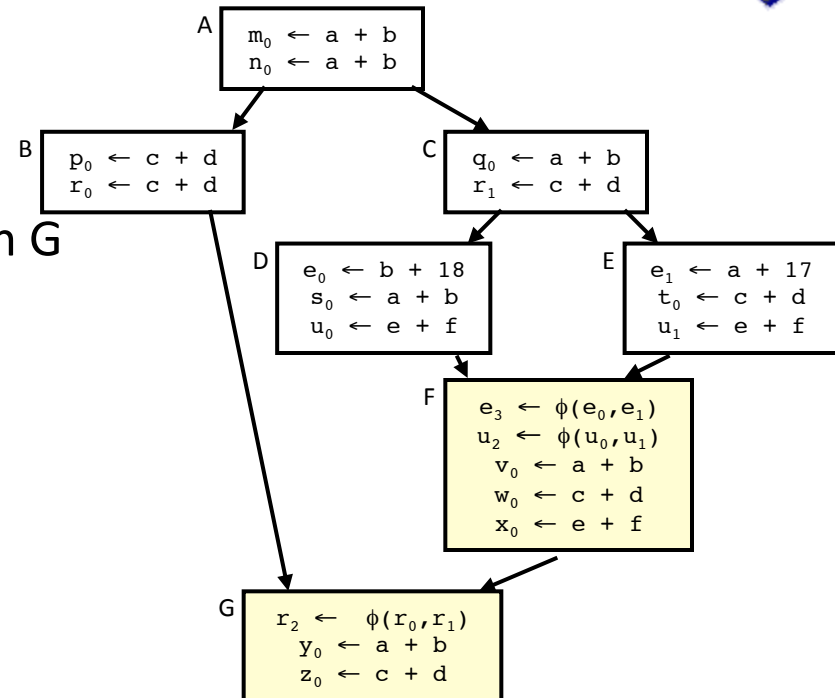 A
m₀ ← a + b
n₀ ← a + b
B
p₀ ← c + d
r₀ ← c + d
C
q₀ ← a + b
r₁ ← c + d
n G
D
e₀ ← b + 18
s₀ ← a + b
u₀ ← e + f
E
e₁ ← a + 17
t₀ ← c + d
u₁ ← e + f
F
e₃ ← ϕ(e₀,e₁)
u₂ ← ϕ(u₀,u₁)
v₀ ← a + b
w₀ ← c + d
x₀ ← e + f
G
r₂ ← ϕ(r₀,r₁)
y₀ ← a + b
z₀ ← c + d